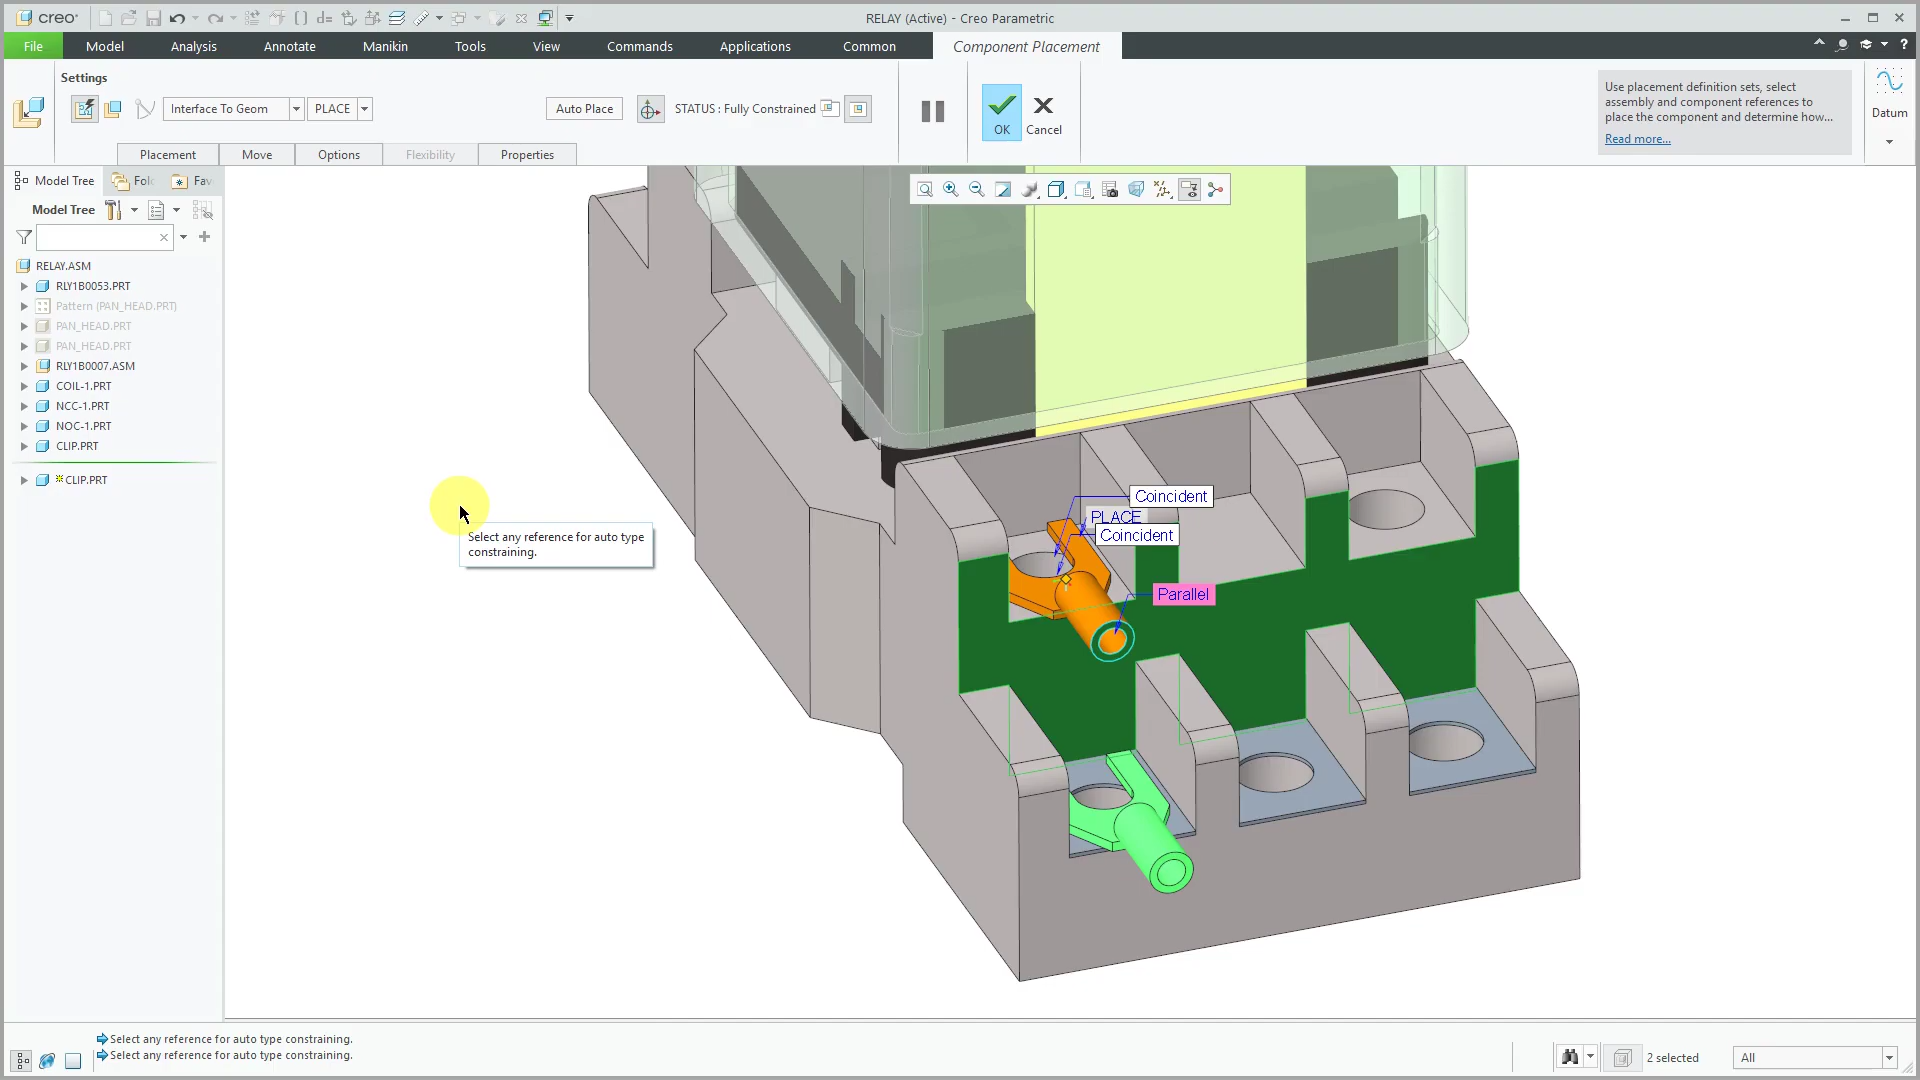 creo
RELAY (Active) - Creo Parametric
File
Model
Analysis
Annotate
Manikin
Tools
View
Commands
Applications
Common
Component Placement
Settings
Interface To Geom
PLACE
Auto Place
STATUS : Fully Constrained
OK
Cancel
Use placement definition sets, select
assembly and component references to
place the component and determine how...
Read more...
Datum
Placement
Move
Options
Flexibility
Properties
Model Tree
Fol
Fav
Model Tree
RELAY.ASM
RLY1B0053.PRT
Pattern (PAN_HEAD.PRT)
PAN_HEAD.PRT
PAN_HEAD.PRT
RLY1B0007.ASM
COIL-1.PRT
NCC-1.PRT
NOC-1.PRT
CLIP.PRT
CLIP.PRT
Select any reference for auto type
constraining.
Coincident
PLACE
Coincident
Parallel
Select any reference for auto type constraining.
Select any reference for auto type constraining.
2 selected
All